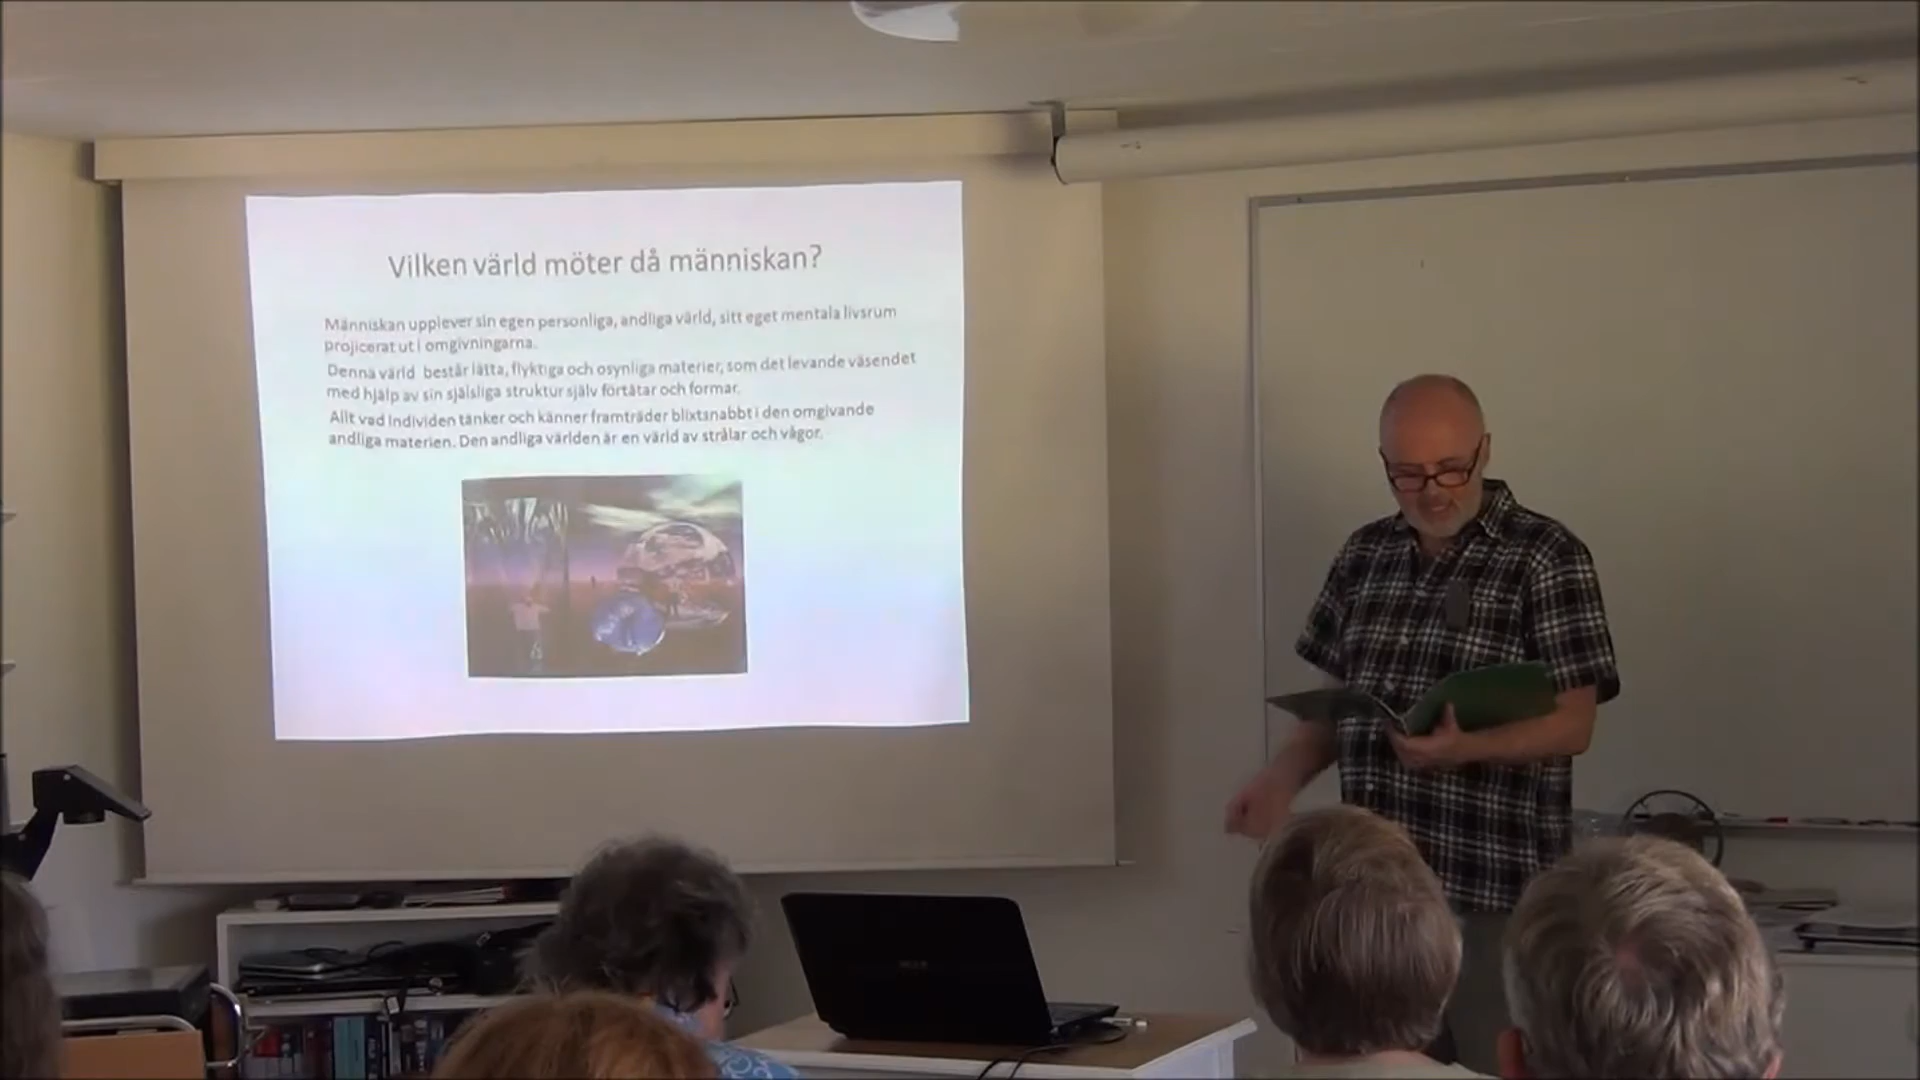 Vilken värld möter då människan?
Människan upplever sin egen personliga, andliga värld, sitt eget mentala livsrum
projicerat ut i omgivningarna.
Denna värld består lätta, flyktiga och osynliga materier, som det levande väsendet
med hjälp av sin själsliga struktur själv förtätar och formar.
Allt vad individen tänker och känner framträder blixtsnabbt i den omgivande
andliga materien. Den andliga världen är en värld av strålar och vågor.